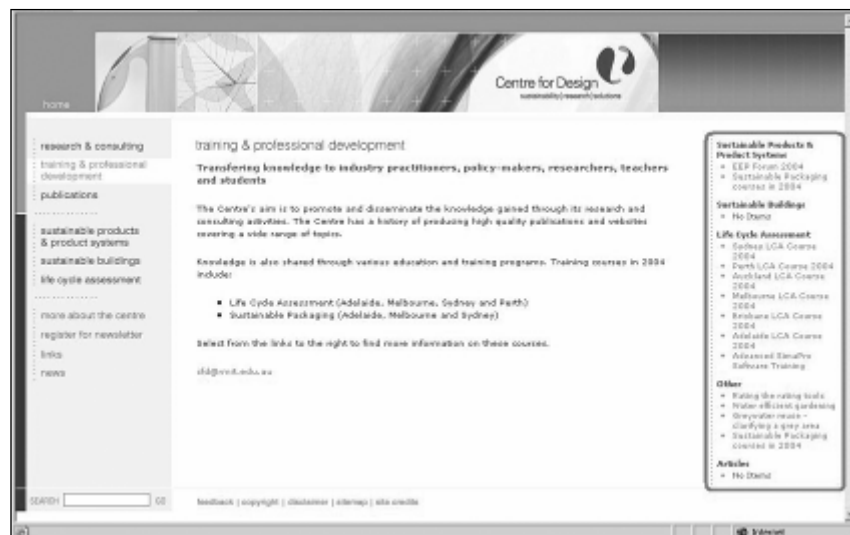 home
Centre for Design
sustainability | research | solutions
research & consulting
training & professional
development
publications
sustainable products
& product systems
sustainable buildings
life cycle assessment
more about the centre
register for newsletter
links
news
SEARCH GO
training & professional development
Transfering knowledge to industry practitioners, policy-makers, researchers, teachers
and students
The Centre's aim is to promote and disseminate the knowledge gained through its research and
consulting activities. The Centre has a history of producing high quality publications and websites
covering a wide range of topics.
Knowledge is also shared through various education and training programs. Training courses in 2004
include:
Life Cycle Assessment (Adelaide, Melbourne, Sydney and Perth)
Sustainable Packaging (Adelaide, Melbourne and Sydney)
Select from the links to the right to find more information on these courses.
cfd@rmit.edu.au
feedback | copyright | disclaimer | sitemap | site credits
Sustainable Products &
Product Systems
EEP Forum 2004
Sustainable Packaging
courses in 2004
Sustainable Buildings
No Items
Life Cycle Assessment
Sydney LCA Course
2004
Perth LCA Course 2004
Auckland LCA Course
2004
Melbourne LCA Course
2004
Brisbane LCA Course
2004
Adelaide LCA Course
2004
Advanced SimaPro
Software Training
Other
Rating the rating tools
Water efficient gardening
Greywater reuse -
clarifying a grey area
Sustainable Packaging
courses in 2004
Articles
No Items
Internet